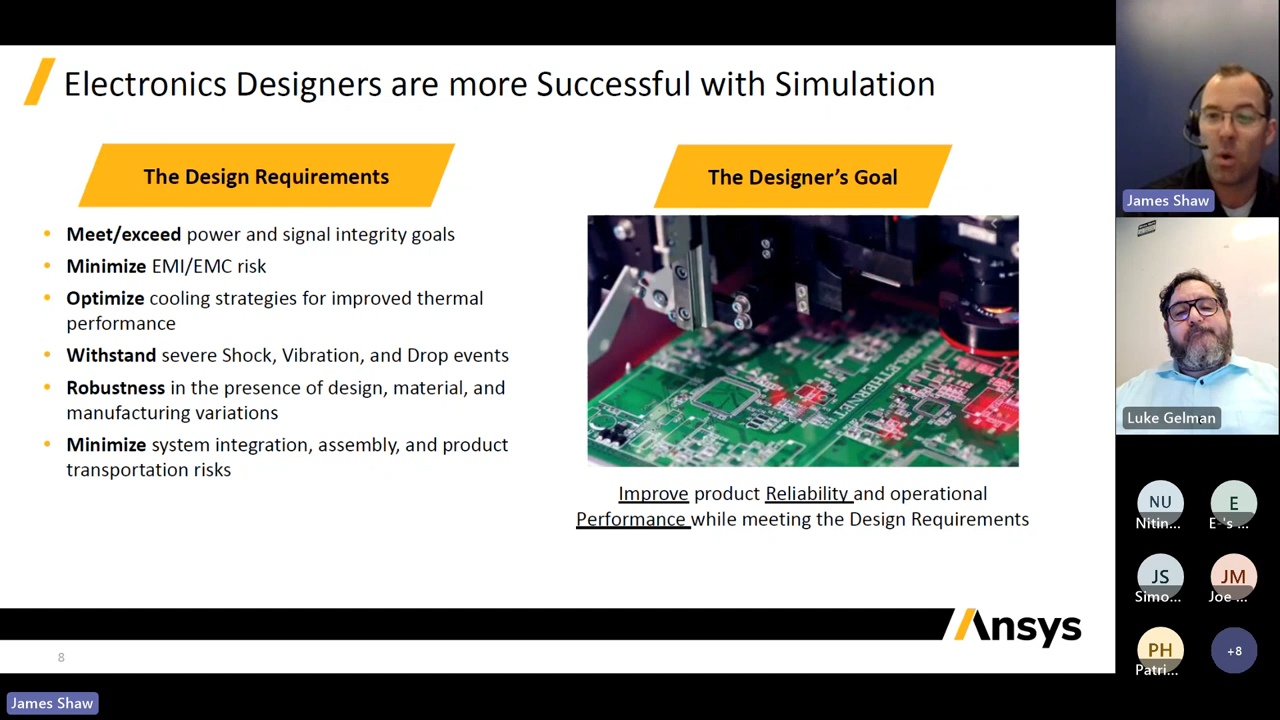 Electronics Designers are more Successful with Simulation
The Design Requirements
Meet/exceed power and signal integrity goals
Minimize EMI/EMC risk
Optimize cooling strategies for improved thermal
performance
Withstand severe Shock, Vibration, and Drop events
Robustness in the presence of design, material, and
manufacturing variations
Minimize system integration, assembly, and product
transportation risks
The Designer’s Goal
ETHERNET
Improve product Reliability and operational
Performance while meeting the Design Requirements
Ansys
8
James Shaw
James Shaw
Luke Gelman
NU
Nitin...
E
E-'s ...
JS
Simo...
JM
Joe ...
PH
Patri...
+8